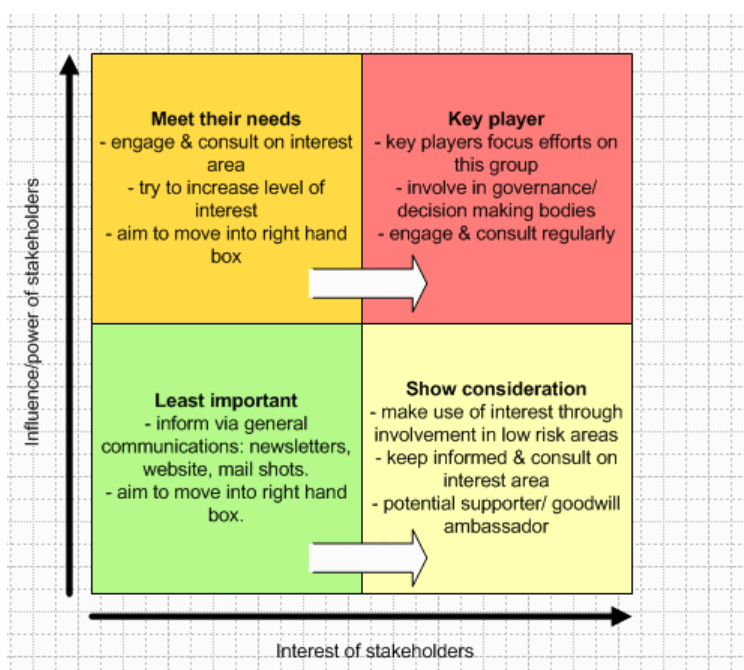 Influence/power of stakeholders
Meet their needs
- engage & consult on interest
area
- try to increase level of
interest
- aim to move into right hand
box
Key player
- key players focus efforts on
this group
- involve in governance/
decision making bodies
- engage & consult regularly
Least important
- inform via general
communications: newsletters,
website, mail shots.
- aim to move into right hand
box.
Show consideration
- make use of interest through
involvement in low risk areas
- keep informed & consult on
interest area
- potential supporter/ goodwill
ambassador
Interest of stakeholders